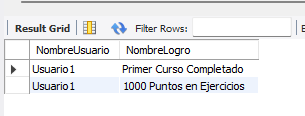 Result Grid Filter Rows: E
NombreUsuario NombreLogro
Usuario1 Primer Curso Completado
Usuario1 1000 Puntos en Ejercicios